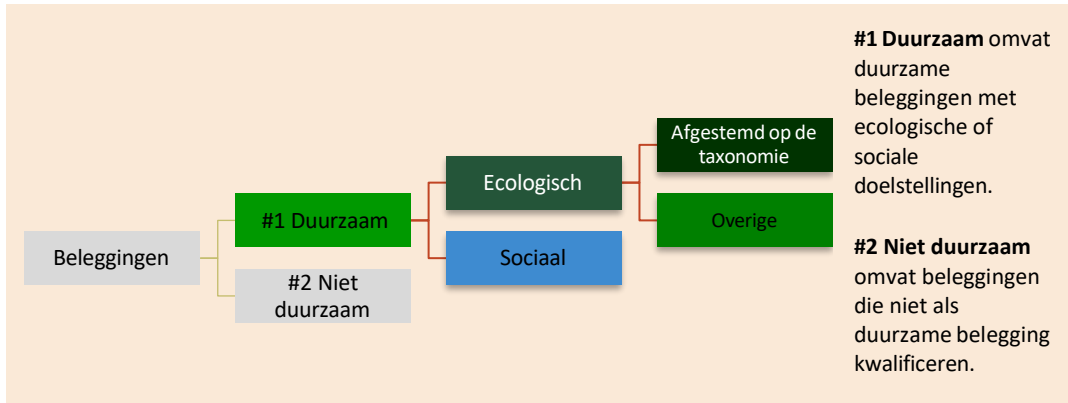 Beleggingen
#1 Duurzaam
#2 Niet
duurzaam
Ecologisch
Sociaal
Afgestemd op de
taxonomie
Overige
#1 Duurzaam omvat
duurzame
beleggingen met
ecologische of
sociale
doelstellingen.
#2 Niet duurzaam
omvat beleggingen
die niet als
duurzame belegging
kwalificeren.